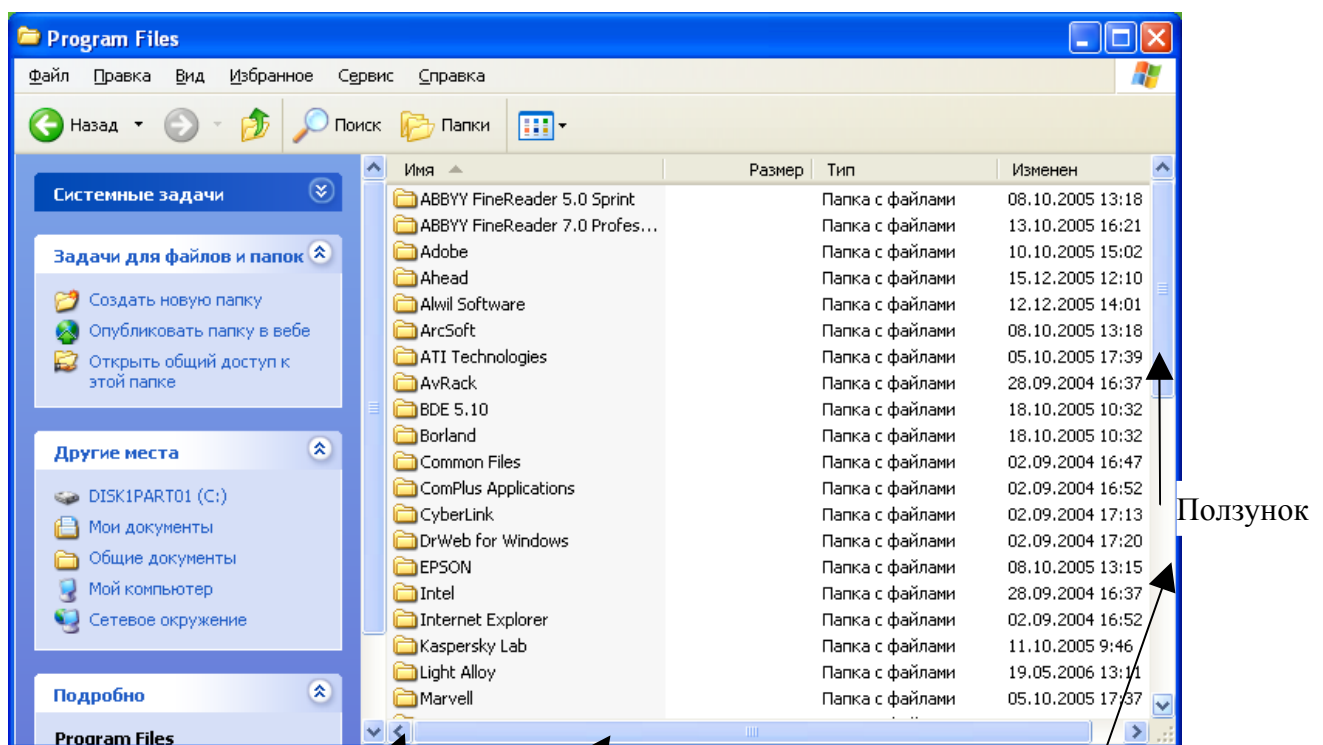 Program Files
Файл Правка Вид Избранное Сервис Справка
Назад Поиск Папки
Системные задачи
Задачи для файлов и папок
Создать новую папку
Опубликовать папку в вебе
Открыть общий доступ к
этой папке
Другие места
DISK1PART01 (C:)
Мои документы
Общие документы
Мой компьютер
Сетевое окружение
Подробно
Program Files
Имя Размер Тип Изменен
ABBYY FineReader 5.0 Sprint Папка с файлами 08.10.2005 13:18
ABBYY FineReader 7.0 Profes... Папка с файлами 13.10.2005 16:21
Adobe Папка с файлами 10.10.2005 15:02
Ahead Папка с файлами 15.12.2005 12:10
Alwil Software Папка с файлами 12.12.2005 14:01
ArcSoft Папка с файлами 08.10.2005 13:18
ATI Technologies Папка с файлами 05.10.2005 17:39
AvRack Папка с файлами 28.09.2004 16:37
BDE 5.10 Папка с файлами 18.10.2005 10:32
Borland Папка с файлами 18.10.2005 10:32
Common Files Папка с файлами 02.09.2004 16:47
ComPlus Applications Папка с файлами 02.09.2004 16:52
CyberLink Папка с файлами 02.09.2004 17:13
DrWeb for Windows Папка с файлами 02.09.2004 17:20
EPSON Папка с файлами 08.10.2005 13:15
Intel Папка с файлами 28.09.2004 16:37
Internet Explorer Папка с файлами 02.09.2004 16:52
Kaspersky Lab Папка с файлами 11.10.2005 9:46
Light Alloy Папка с файлами 19.05.2006 13:11
Marvell Папка с файлами 05.10.2005 17:37
Ползунок